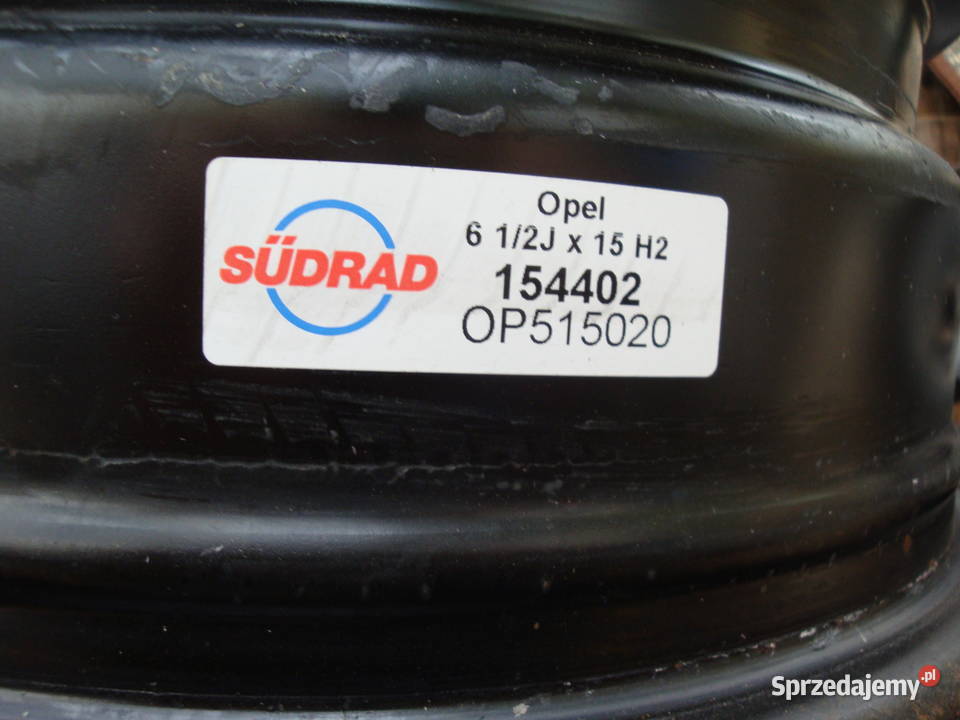 SÜDRAD
Opel
6 1/2J x 15 H2
154402
OP515020
Sprzedajemy.pl